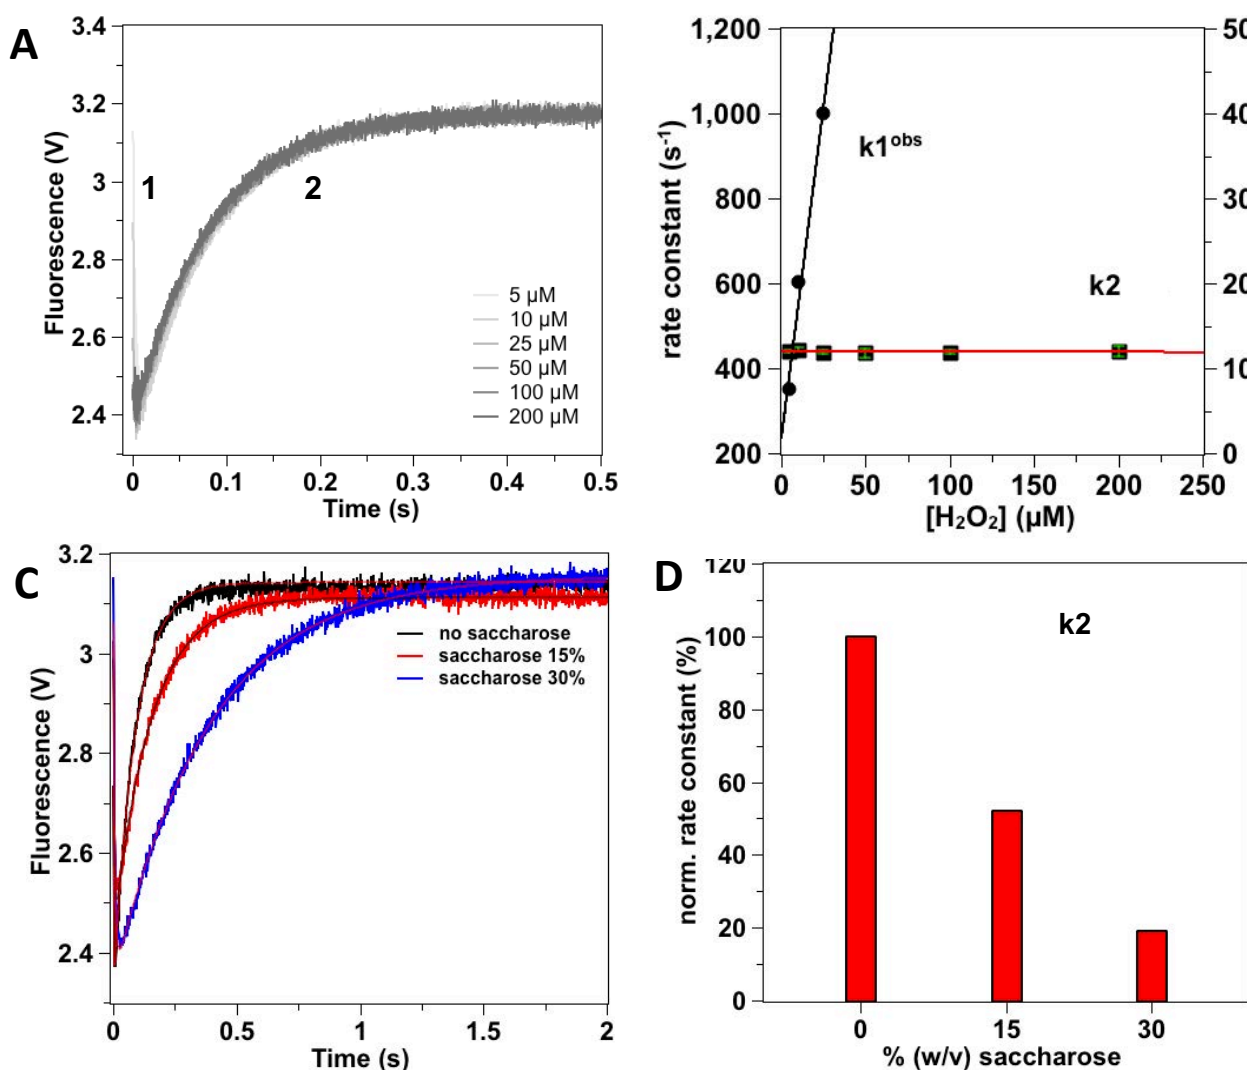 A
3.4
3.2
3
2.8
2.6
2.4
Fluorescence (V)
1
2
5 µM
10 µM
25 µM
50 µM
100 µM
200 µM
0
0.1
0.2
0.3
0.4
0.5
Time (s)
1,200
1,000
800
600
400
200
rate constant (s-1)
k1obs
k2
50
40
30
20
10
0
0
50
100
150
200
250
[H2O2] (µM)
C
3.2
3
2.8
2.6
2.4
Fluorescence (V)
no saccharose
saccharose 15%
saccharose 30%
0
0.5
1
1.5
2
Time (s)
D
120
100
80
60
40
20
0
norm. rate constant (%)
k2
0
15
30
% (w/v) saccharose